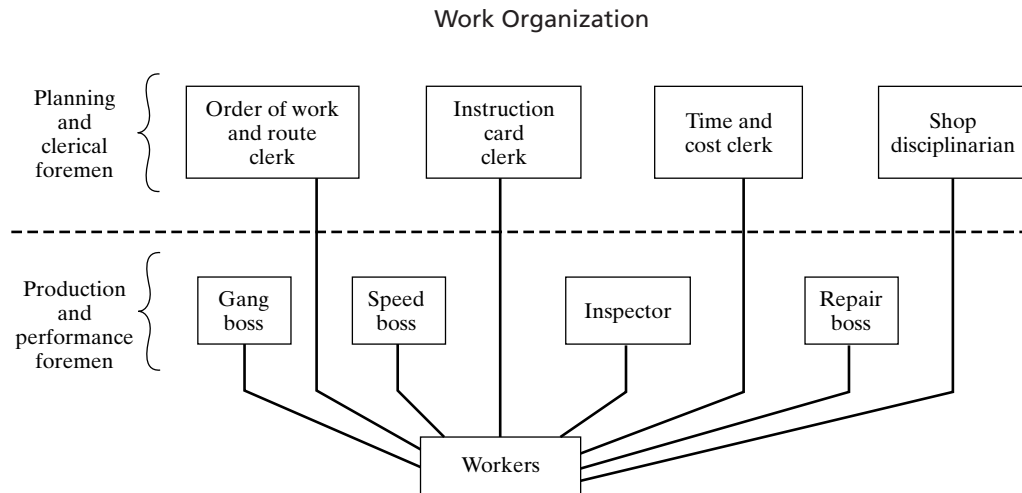 Work Organization
Planning
and
clerical
foremen
Order of work
and route
clerk
Instruction
card
clerk
Time and
cost clerk
Shop
disciplinarian
Production
and
performance
foremen
Gang
boss
Speed
boss
Inspector
Repair
boss
Workers